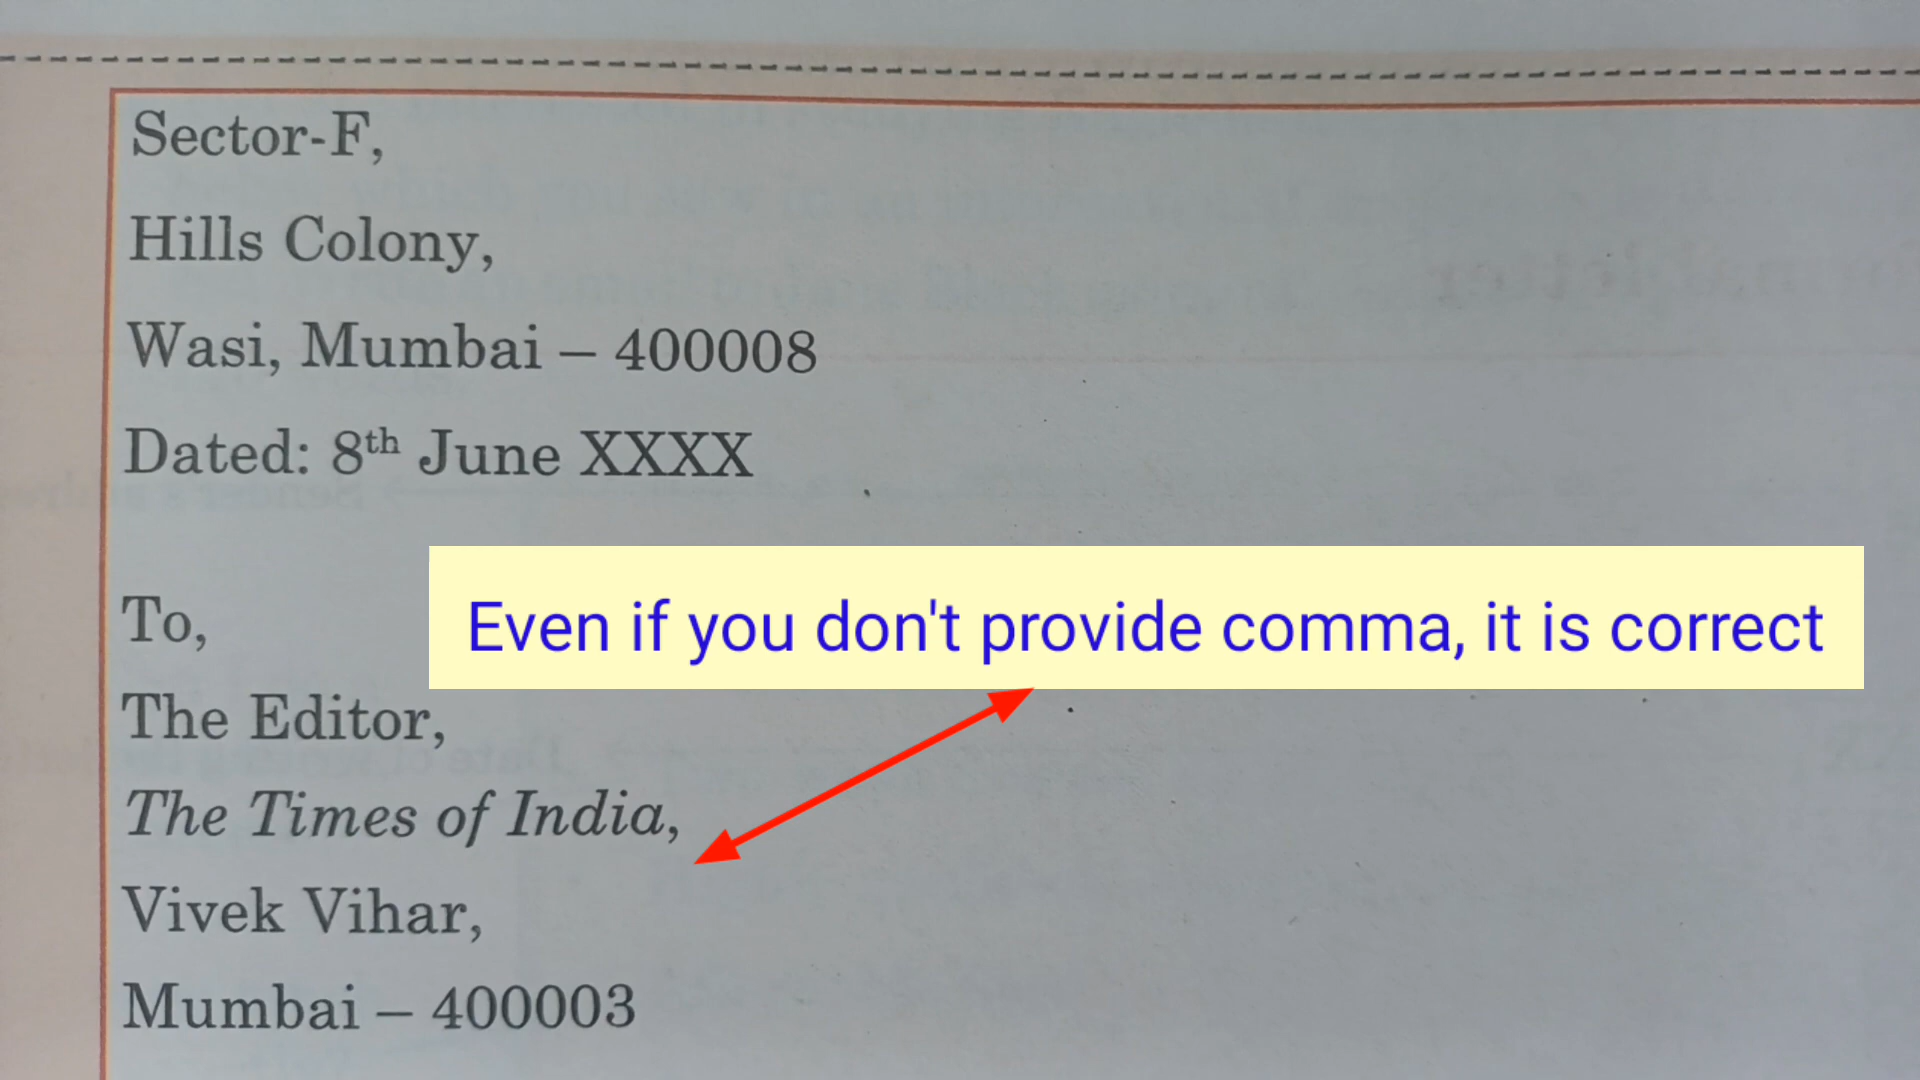 Sector-F,
Hills Colony,
Wasi, Mumbai – 400008
Dated: 8th June XXXX
To,
Even if you don't provide comma, it is correct
The Editor,
The Times of India,
Vivek Vihar,
Mumbai – 400003